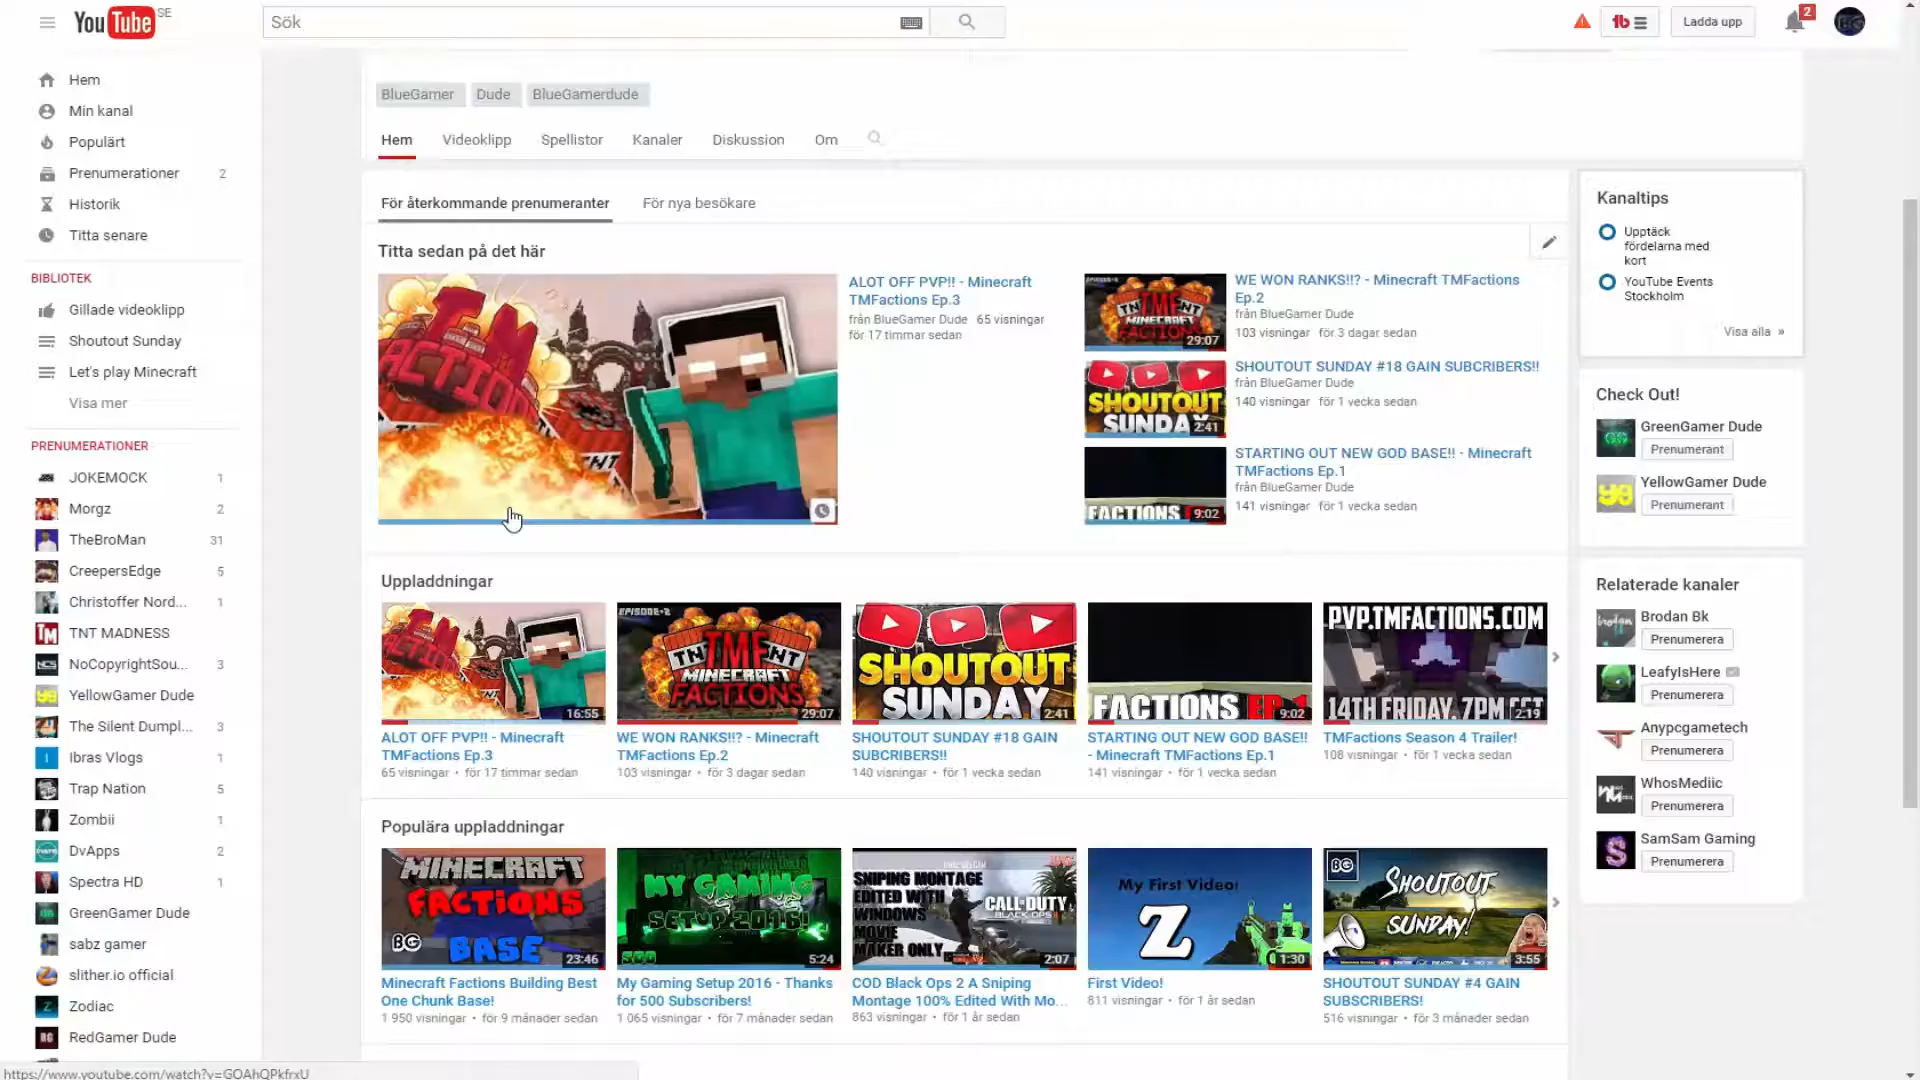 YouTube SE
Sök
Ladda upp
2
Hem
Min kanal
Populärt
Prenumerationer 2
Historik
Titta senare
BIBLIOTEK
Gillade videoklipp
Shoutout Sunday
Let's play Minecraft
Visa mer
PRENUMERATIONER
JOKEMOCK 1
Morgz 2
TheBroMan 31
CreepersEdge 5
Christoffer Nord... 1
TNT MADNESS
NoCopyrightSou... 3
YellowGamer Dude
The Silent Dumpl... 3
Ibras Vlogs 1
Trap Nation 5
Zombii 1
DvApps 2
Spectra HD 1
GreenGamer Dude
sabz gamer
slither.io official
Zodiac
RedGamer Dude
https://www.youtube.com/watch?v=GOAhQPkfrxU
BlueGamer Dude BlueGamerdude
Hem Videoklipp Spellistor Kanaler Diskussion Om
För återkommande prenumeranter För nya besökare
Titta sedan på det här
ALOT OFF PVP!! - Minecraft
TMFactions Ep.3
från BlueGamer Dude 65 visningar
för 17 timmar sedan
29:07
WE WON RANKS!!? - Minecraft TMFactions
Ep.2
från BlueGamer Dude
103 visningar för 3 dagar sedan
SHOUTOUT
SUNDA 2:41
SHOUTOUT SUNDAY #18 GAIN SUBCRIBERS!!
från BlueGamer Dude
140 visningar för 1 vecka sedan
FACTIONS 9:02
STARTING OUT NEW GOD BASE!! - Minecraft
TMFactions Ep.1
från BlueGamer Dude
141 visningar för 1 vecka sedan
Uppladdningar
16:55
ALOT OFF PVP!! - Minecraft
TMFactions Ep.3
65 visningar • för 17 timmar sedan
EPISODE-2
TNT TMF TNT
MINECRAFT
FACTIONS
29:07
WE WON RANKS!!? - Minecraft
TMFactions Ep.2
103 visningar • för 3 dagar sedan
SHOUTOUT
SUNDAY
2:41
SHOUTOUT SUNDAY #18 GAIN
SUBCRIBERS!!
140 visningar • för 1 vecka sedan
FACTIONS EP.1
9:02
STARTING OUT NEW GOD BASE!!
- Minecraft TMFactions Ep.1
141 visningar • för 1 vecka sedan
PVP.TMFACTIONS.COM
14TH FRIDAY. 7PM
2:19
TMFactions Season 4 Trailer!
108 visningar • för 1 vecka sedan
Populära uppladdningar
MINECRAFT
FACTIONS
BASE
BG
23:46
Minecraft Factions Building Best
One Chunk Base!
1 950 visningar • för 9 månader sedan
MY GAMING
SETUP 2016!
500
5:24
My Gaming Setup 2016 - Thanks
for 500 Subscribers!
1 065 visningar • för 7 månader sedan
SNIPING MONTAGE
EDITED WITH
WINDOWS
MOVIE
MAKER ONLY
CALL·DUTY
BLACK OPS
2:07
COD Black Ops 2 A Sniping
Montage 100% Edited With Mo...
863 visningar • för 1 år sedan
My First Video!
Z
1:30
First Video!
811 visningar • för 1 år sedan
BG
SHOUTOUT
SUNDAY!
3:55
SHOUTOUT SUNDAY #4 GAIN
SUBSCRIBERS!
516 visningar • för 3 månader sedan
Kanaltips
Upptäck
fördelarna med
kort
YouTube Events
Stockholm
Visa alla »
Check Out!
GreenGamer Dude
Prenumerant
YellowGamer Dude
Prenumerant
Relaterade kanaler
Brodan Bk
Prenumerera
LeafyIsHere
Prenumerera
Anypcgametech
Prenumerera
WhosMediic
Prenumerera
SamSam Gaming
Prenumerera